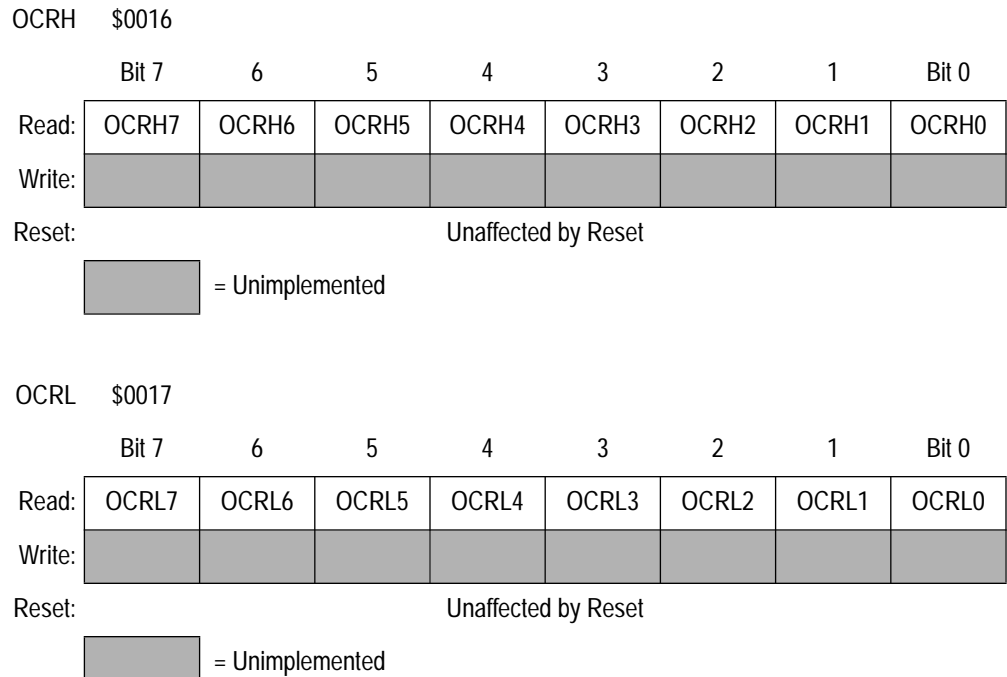 OCRH $0016
Bit 7 6 5 4 3 2 1 Bit 0
Read: OCRH7 OCRH6 OCRH5 OCRH4 OCRH3 OCRH2 OCRH1 OCRH0
Write:
Reset: Unaffected by Reset
= Unimplemented
OCRL $0017
Bit 7 6 5 4 3 2 1 Bit 0
Read: OCRL7 OCRL6 OCRL5 OCRL4 OCRL3 OCRL2 OCRL1 OCRL0
Write:
Reset: Unaffected by Reset
= Unimplemented